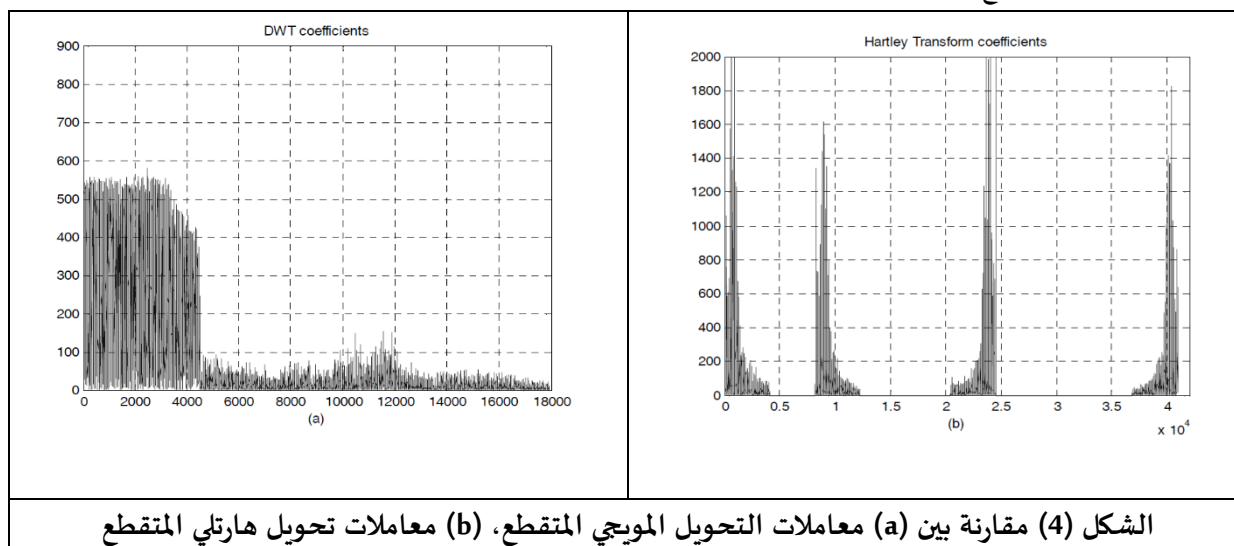 DWT coefficients
900
800
700
600
500
400
300
200
100
0
0 2000 4000 6000 8000 10000 12000 14000 16000 18000
(a)
Hartley Transform coefficients
2000
1800
1600
1400
1200
1000
800
600
400
200
0
0 0.5 1 1.5 2 2.5 3 3.5 4
(b)
x 10⁴
الشكل (4) مقارنة بين (a) معاملات التحويل المويجي المتقطع، (b) معاملات تحويل هارتلي المتقطع